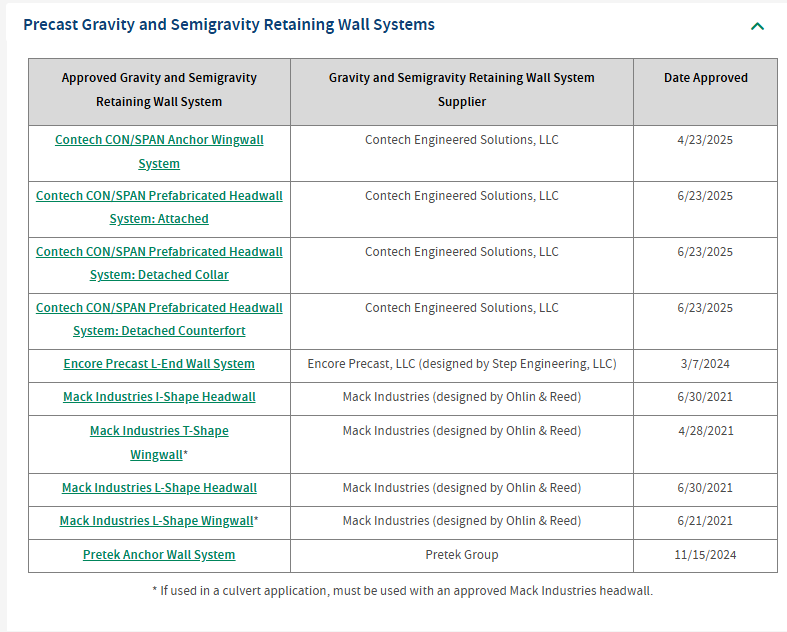 Precast Gravity and Semigravity Retaining Wall Systems
Approved Gravity and Semigravity
Retaining Wall System
Gravity and Semigravity Retaining Wall System
Supplier
Date Approved
Contech CON/SPAN Anchor Wingwall
System
Contech Engineered Solutions, LLC
4/23/2025
Contech CON/SPAN Prefabricated Headwall
System: Attached
Contech Engineered Solutions, LLC
6/23/2025
Contech CON/SPAN Prefabricated Headwall
System: Detached Collar
Contech Engineered Solutions, LLC
6/23/2025
Contech CON/SPAN Prefabricated Headwall
System: Detached Counterfort
Contech Engineered Solutions, LLC
6/23/2025
Encore Precast L-End Wall System
Encore Precast, LLC (designed by Step Engineering, LLC)
3/7/2024
Mack Industries I-Shape Headwall
Mack Industries (designed by Ohlin & Reed)
6/30/2021
Mack Industries T-Shape
Wingwall*
Mack Industries (designed by Ohlin & Reed)
4/28/2021
Mack Industries L-Shape Headwall
Mack Industries (designed by Ohlin & Reed)
6/30/2021
Mack Industries L-Shape Wingwall*
Mack Industries (designed by Ohlin & Reed)
6/21/2021
Pretek Anchor Wall System
Pretek Group
11/15/2024
* If used in a culvert application, must be used with an approved Mack Industries headwall.